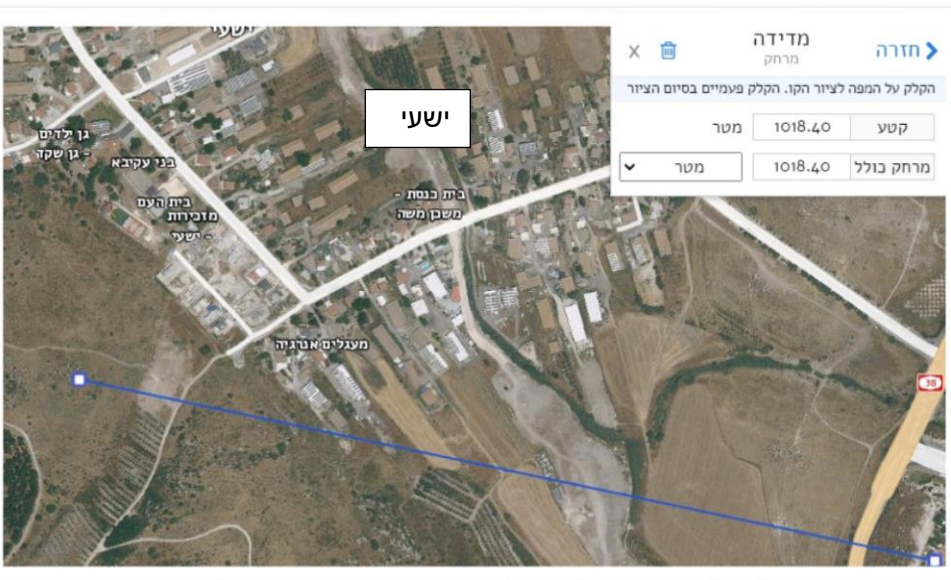 חזרה
מדידה
מרחק
X
הקלק על המפה לציור הקו. הקלק פעמיים בסיום הציור
קטע 1018.40 מטר
מרחק כולל 1018.40 מטר
ישעי
ישעי
גן ילדים
- גן שקד
בני עקיבא
בית העם
מזכירות
- ישעי
בית כנסת -
משכן משה
מעגלים אנרגיה
38